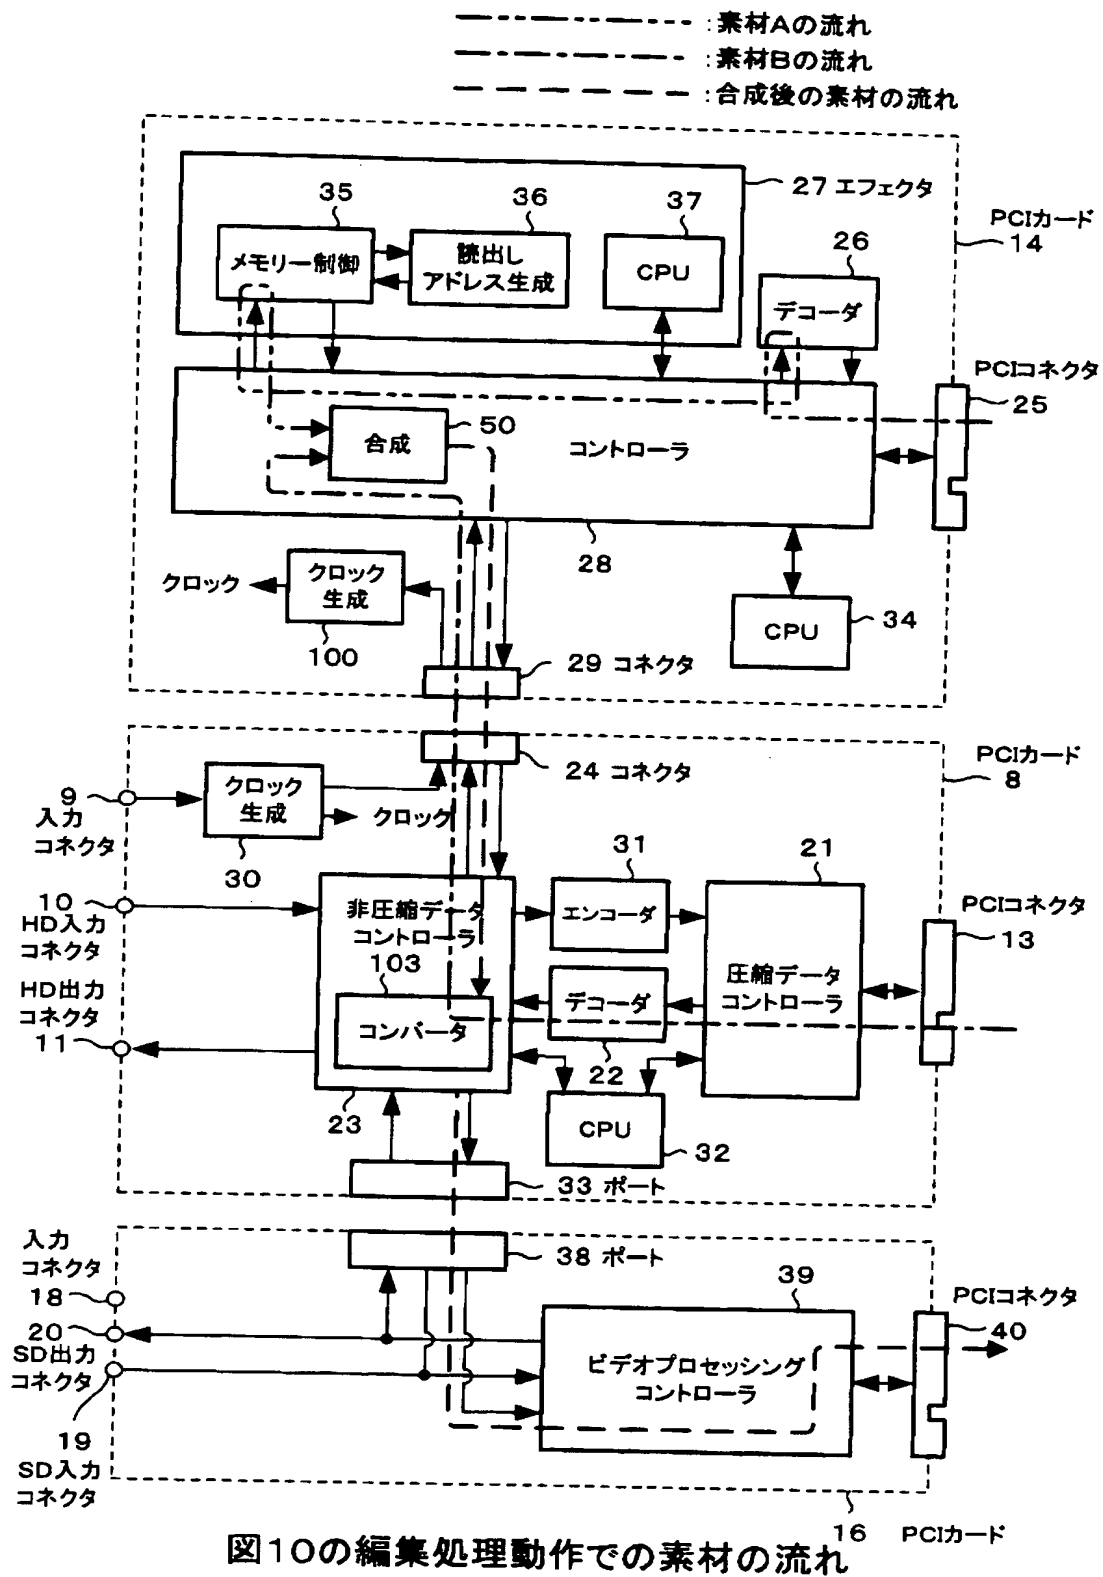 :素材Aの流れ
:素材Bの流れ
:合成後の素材の流れ
27 エフェクタ
35
36
37
PCIカード
14
メモリー制御
読出し
アドレス生成
CPU
26
デコーダ
PCIコネクタ
25
50
合成
コントローラ
28
クロック
クロック
生成
100
CPU
34
29 コネクタ
PCIカード
8
24 コネクタ
9
入力
コネクタ
クロック
生成
クロック
30
31
21
10
HD入力
コネクタ
非圧縮データ
コントローラ
エンコーダ
PCIコネクタ
13
103
圧縮データ
コントローラ
HD出力
コネクタ
11
デコーダ
コンバータ
22
23
CPU
32
33 ポート
入力
コネクタ
18
38 ポート
39
PCIコネクタ
40
20
SD出力
コネクタ
ビデオプロセッシング
コントローラ
19
SD入力
コネクタ
16
PCIカード
図10の編集処理動作での素材の流れ